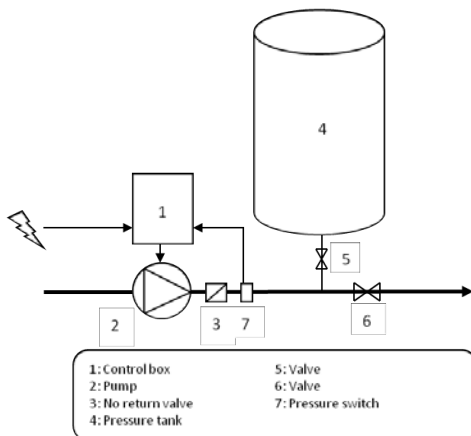 4
1
5
2
3
7
6
1: Control box
2: Pump
3: No return valve
4: Pressure tank
5: Valve
6: Valve
7: Pressure switch